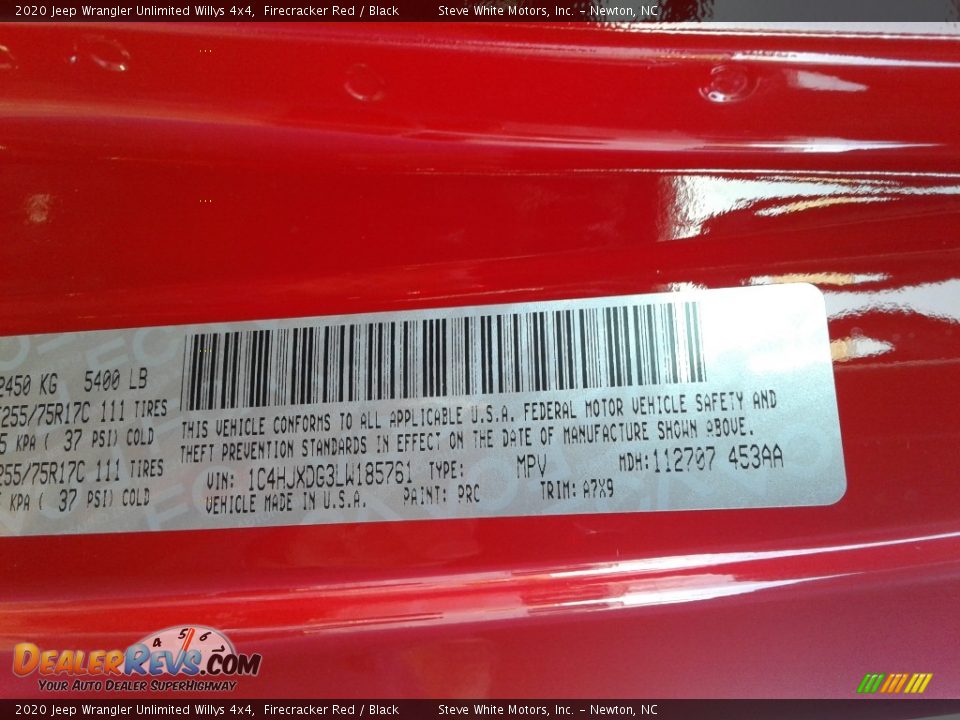 2020 Jeep Wrangler Unlimited Willys 4x4, Firecracker Red / Black Steve White Motors, Inc. - Newton, NC
2450 KG 5400 LB
255/75R17C 111 TIRES
5 KPA ( 37 PSI) COLD
255/75R17C 111 TIRES
KPA ( 37 PSI) COLD
THIS VEHICLE CONFORMS TO ALL APPLICABLE U.S.A. FEDERAL MOTOR VEHICLE SAFETY AND
THEFT PREVENTION STANDARDS IN EFFECT ON THE DATE OF MANUFACTURE SHOWN ABOVE.
VIN: 1C4HJXDG3LW185761 TYPE: MPV MDH:112707 453AA
VEHICLE MADE IN U.S.A. PAINT: PRC TRIM: A7X9
4 5 6
DEALERREVS.COM
YOUR AUTO DEALER SUPERHIGHWAY
2020 Jeep Wrangler Unlimited Willys 4x4, Firecracker Red / Black Steve White Motors, Inc. - Newton, NC